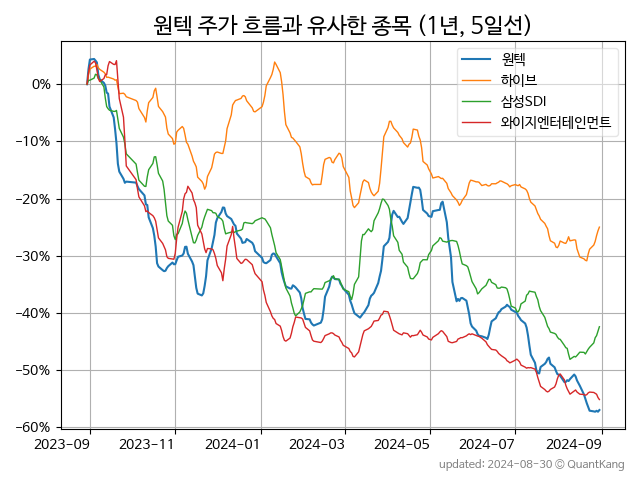 원텍 주가 흐름과 유사한 종목 (1년, 5일선)
원텍
하이브
삼성SDI
와이지엔터테인먼트
0%
−10%
−20%
−30%
−40%
−50%
−60%
2023-09 2023-11 2024-01 2024-03 2024-05 2024-07 2024-09
updated: 2024-08-30 © QuantKang